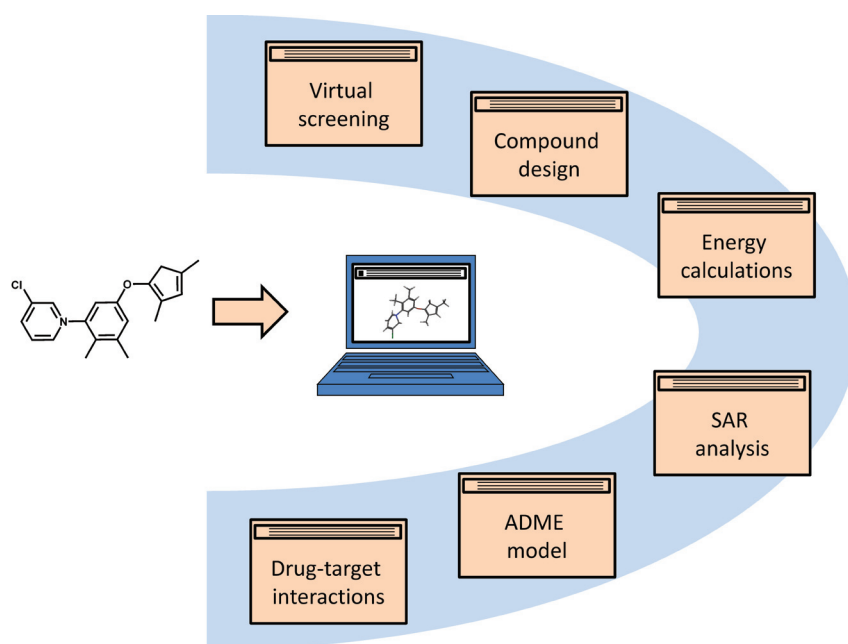 Virtual
screening
Compound
design
Energy
calculations
Cl
N
O
SAR
analysis
ADME
model
Drug-target
interactions